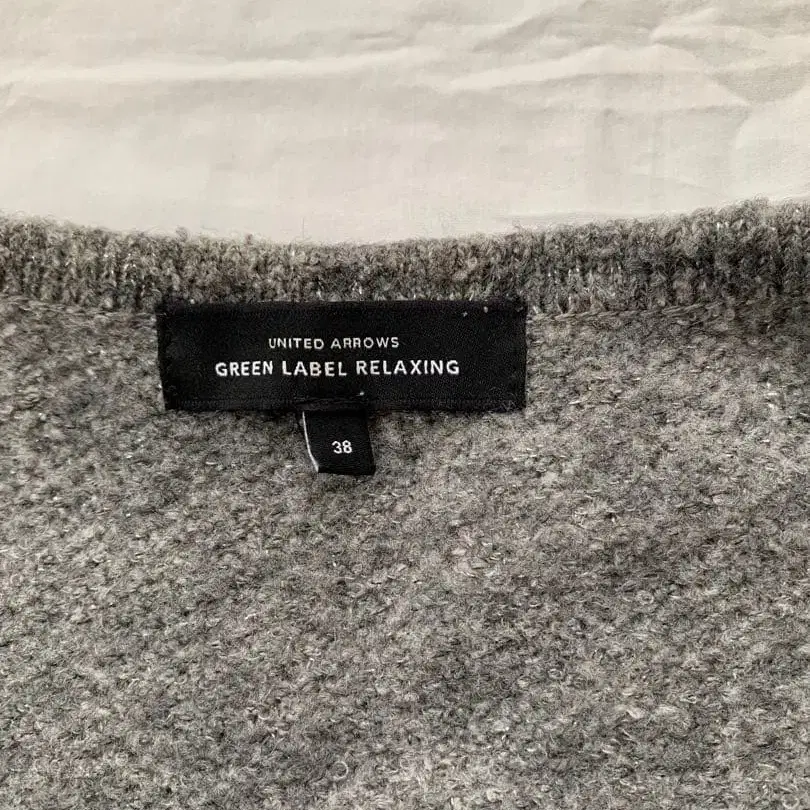 UNITED ARROWS
GREEN LABEL RELAXING
38